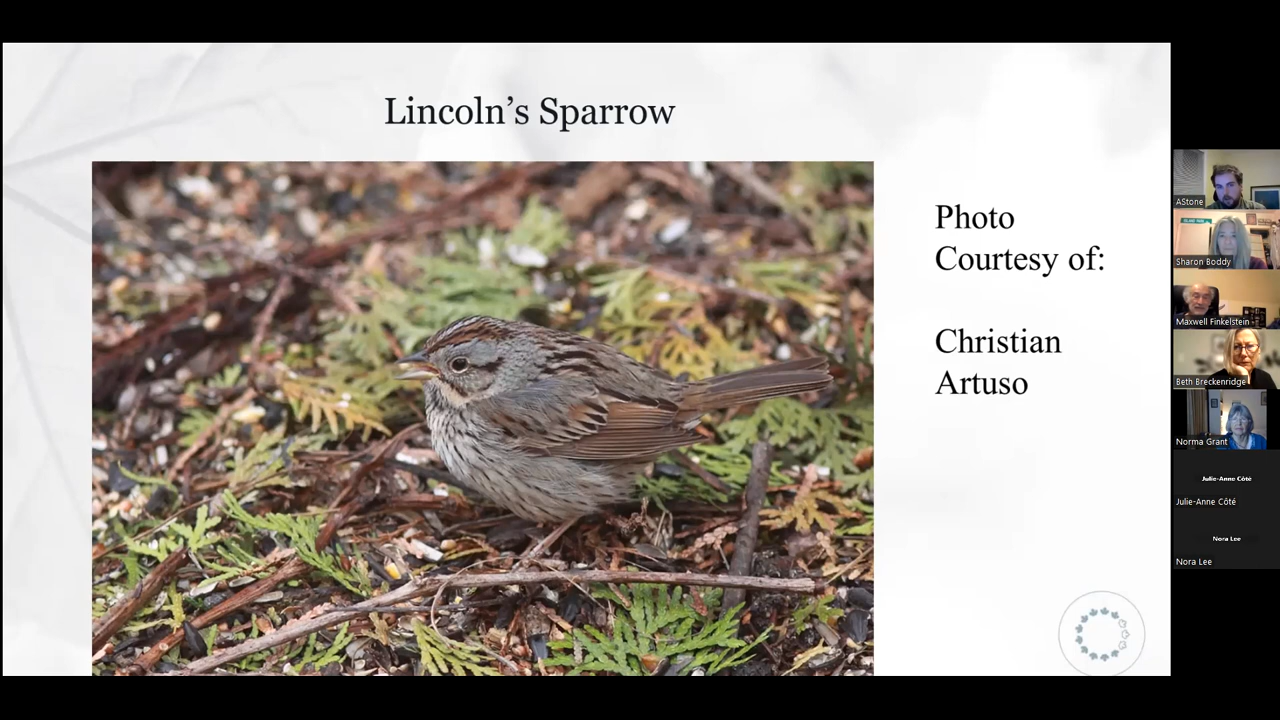 Lincoln’s Sparrow
Photo
Courtesy of:
Christian
Artuso
AStone
Sharon Boddy
Maxwell Finkelstein
Beth Breckenridge
Norma Grant
Julie-Anne Côté
Julie-Anne Côté
Nora Lee
Nora Lee